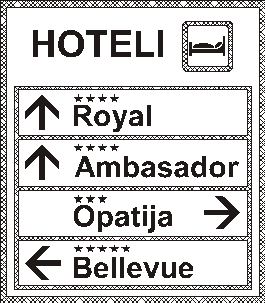 HOTELI
Royal
Ambasador
Opatija
Bellevue